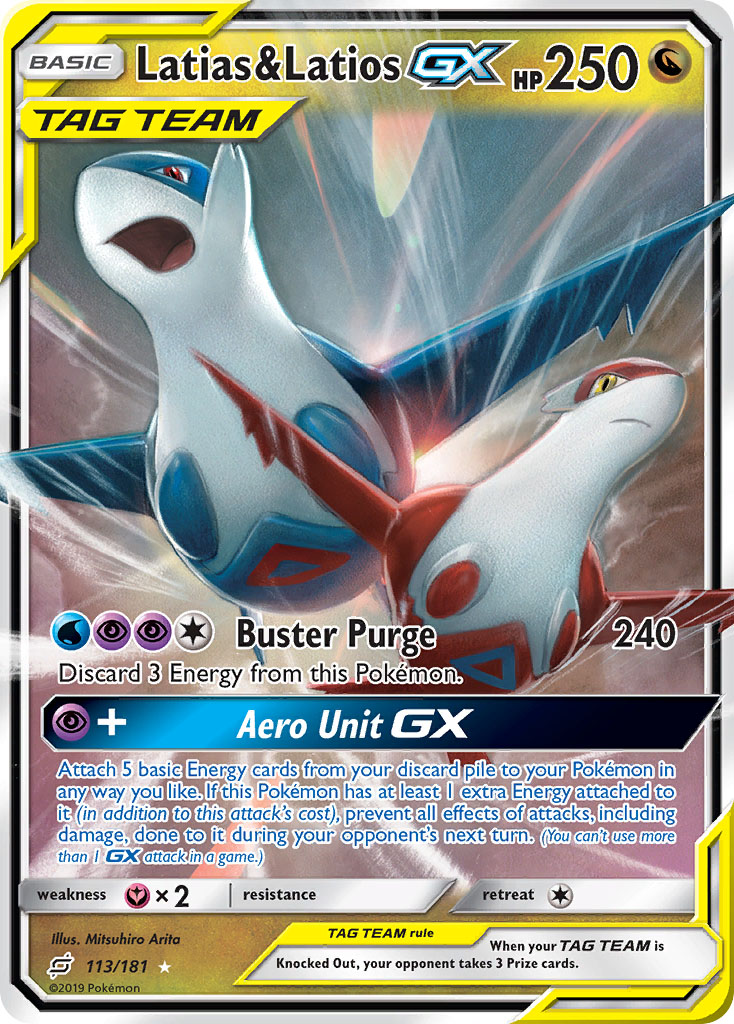 BASIC Latias&Latios GX HP250
TAG TEAM
Buster Purge 240
Discard 3 Energy from this Pokémon.
+ Aero Unit GX
Attach 5 basic Energy cards from your discard pile to your Pokémon in
any way you like. If this Pokémon has at least 1 extra Energy attached to
it (in addition to this attack's cost), prevent all effects of attacks, including
damage, done to it during your opponent's next turn. (You can't use more
than 1 GX attack in a game.)
weakness × 2 resistance retreat
Illus. Mitsuhiro Arita
113/181
©2019 Pokémon
TAG TEAM rule
When your TAG TEAM is
Knocked Out, your opponent takes 3 Prize cards.